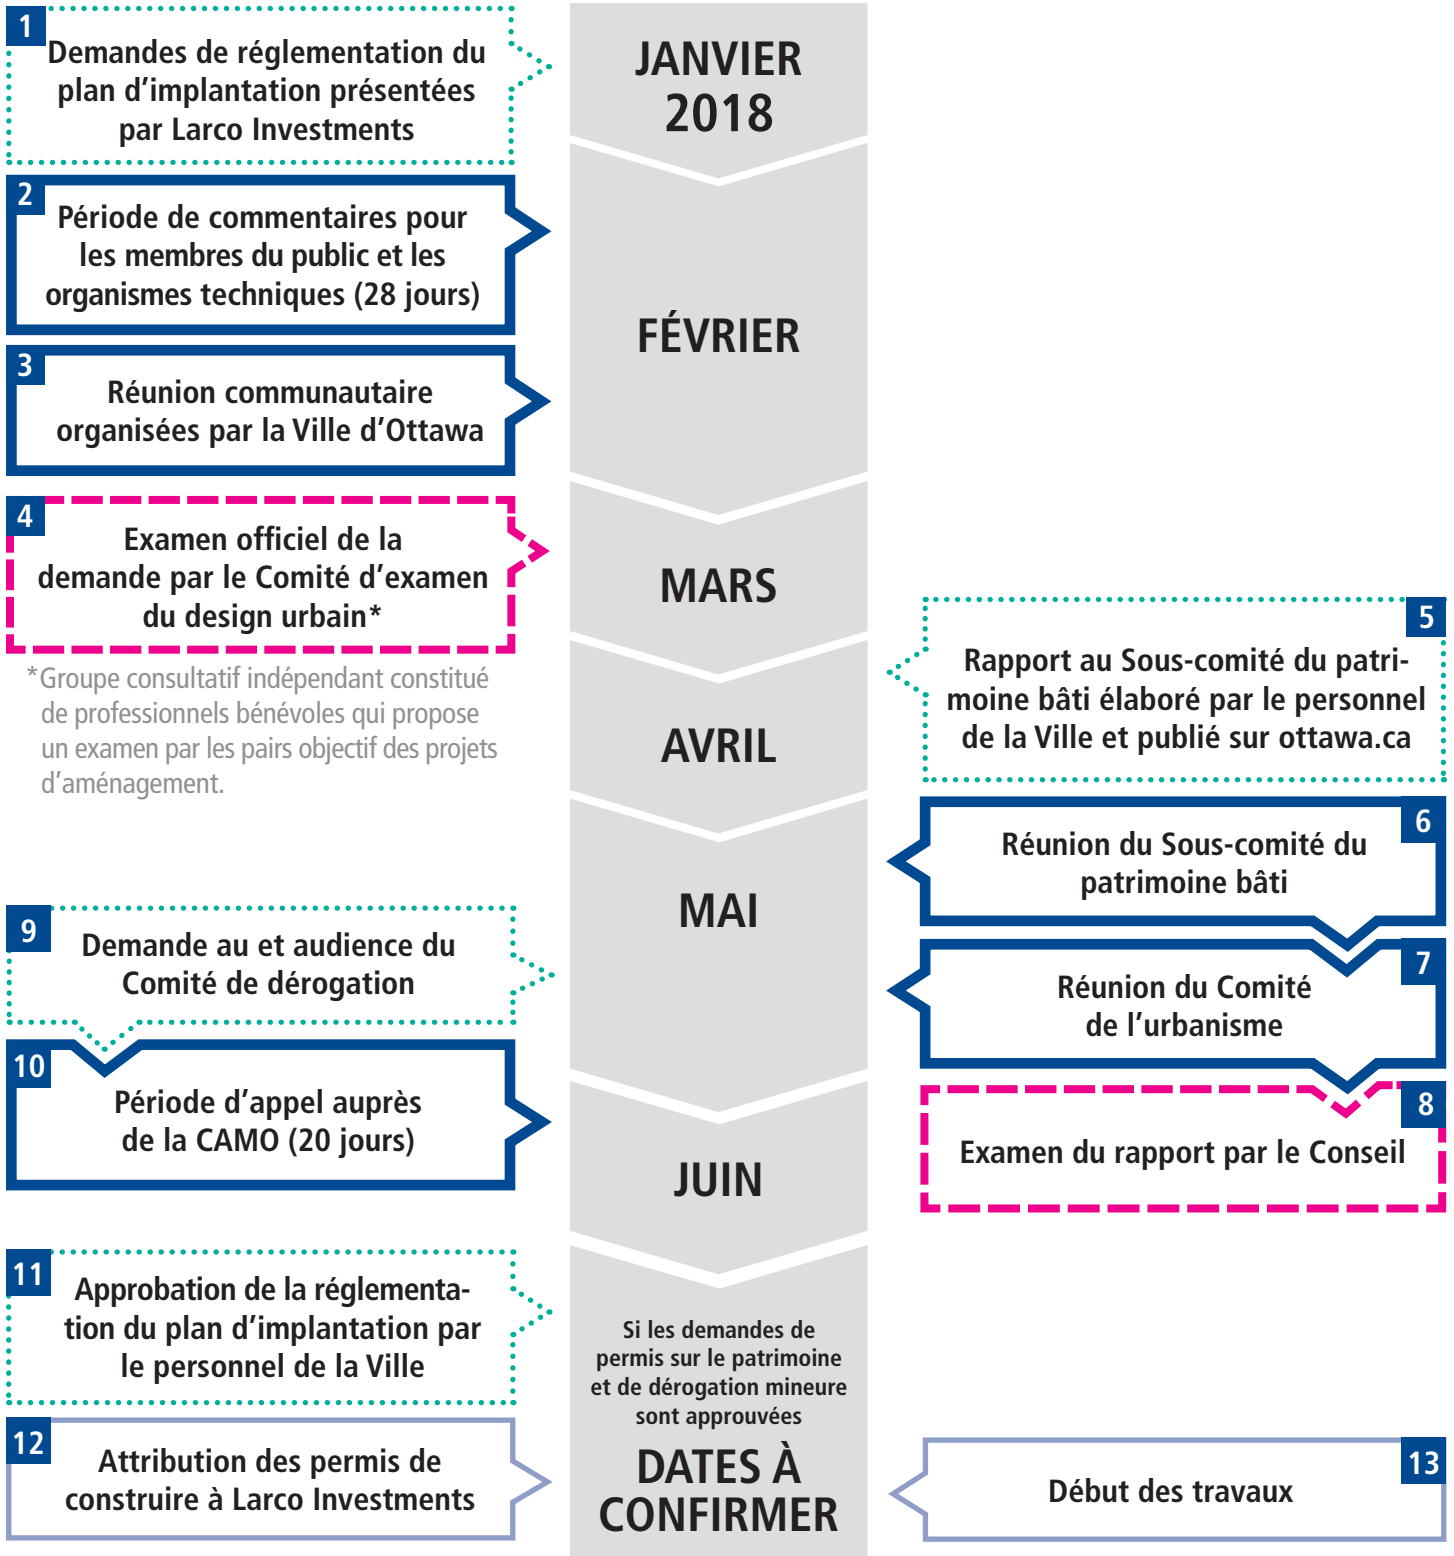 1
Demandes de réglementation du
plan d’implantation présentées
par Larco Investments
JANVIER
2018
2
Période de commentaires pour
les membres du public et les
organismes techniques (28 jours)
FÉVRIER
3
Réunion communautaire
organisées par la Ville d’Ottawa
4
Examen officiel de la
demande par le Comité d’examen
du design urbain*
*Groupe consultatif indépendant constitué
de professionnels bénévoles qui propose
un examen par les pairs objectif des projets
d’aménagement.
MARS
5
Rapport au Sous-comité du patri-
moine bâti élaboré par le personnel
de la Ville et publié sur ottawa.ca
AVRIL
6
Réunion du Sous-comité du
patrimoine bâti
MAI
7
Réunion du Comité
de l’urbanisme
8
Examen du rapport par le Conseil
9
Demande au et audience du
Comité de dérogation
10
Période d’appel auprès
de la CAMO (20 jours)
JUIN
11
Approbation de la réglementa-
tion du plan d’implantation par
le personnel de la Ville
Si les demandes de
permis sur le patrimoine
et de dérogation mineure
sont approuvées
DATES À
CONFIRMER
12
Attribution des permis de
construire à Larco Investments
13
Début des travaux